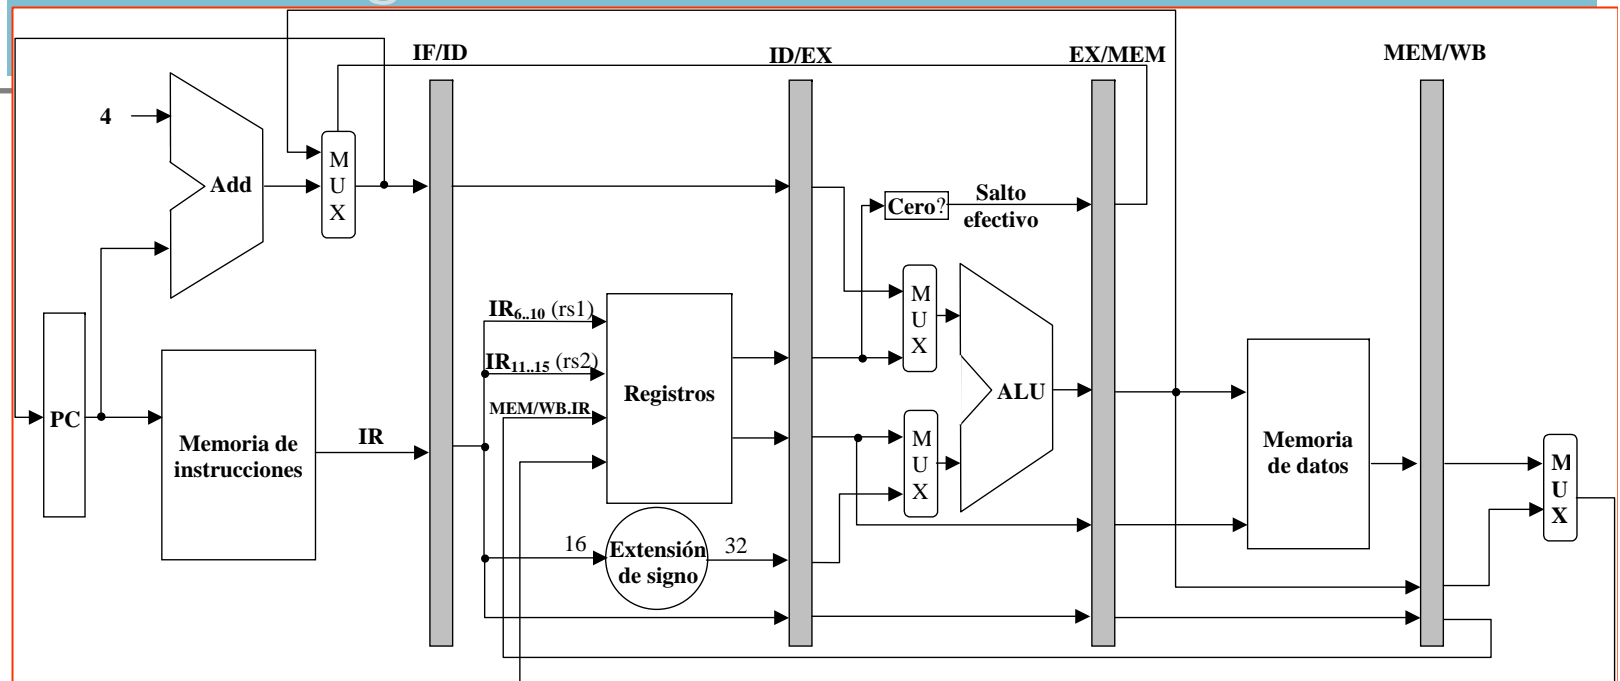 IF/ID
ID/EX
EX/MEM
MEM/WB
4
Add
M
U
X
Cero?
Salto
efectivo
IR6..10 (rs1)
IR11..15 (rs2)
MEM/WB.IR
Registros
M
U
X
M
U
X
ALU
PC
Memoria de
instrucciones
IR
16
Extensión
de signo
32
Memoria
de datos
M
U
X